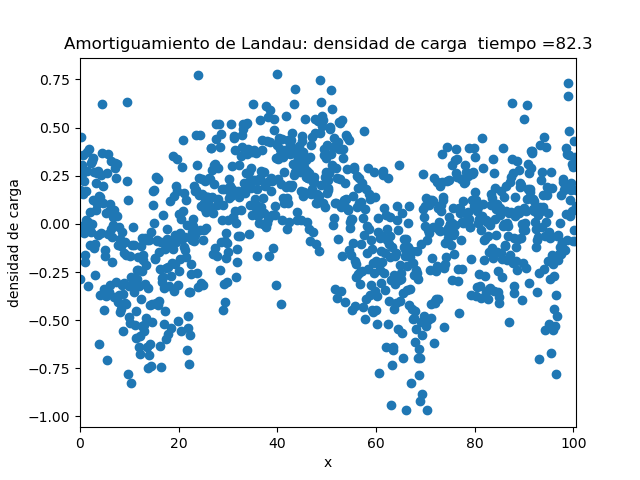 Amortiguamiento de Landau: densidad de carga  tiempo =82.3
densidad de carga
0.75
0.50
0.25
0.00
−0.25
−0.50
−0.75
−1.00
0 20 40 60 80 100
x